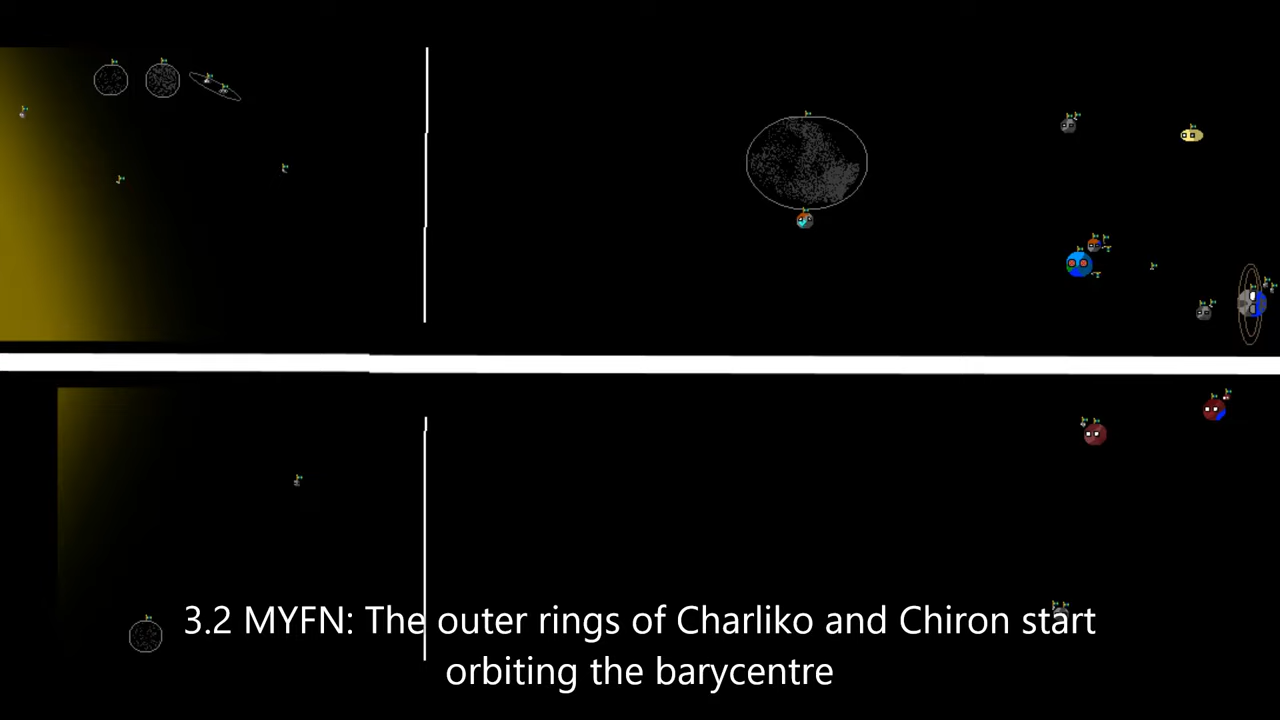 3.2 MYFN: The outer rings of Charliko and Chiron start
orbiting the barycentre